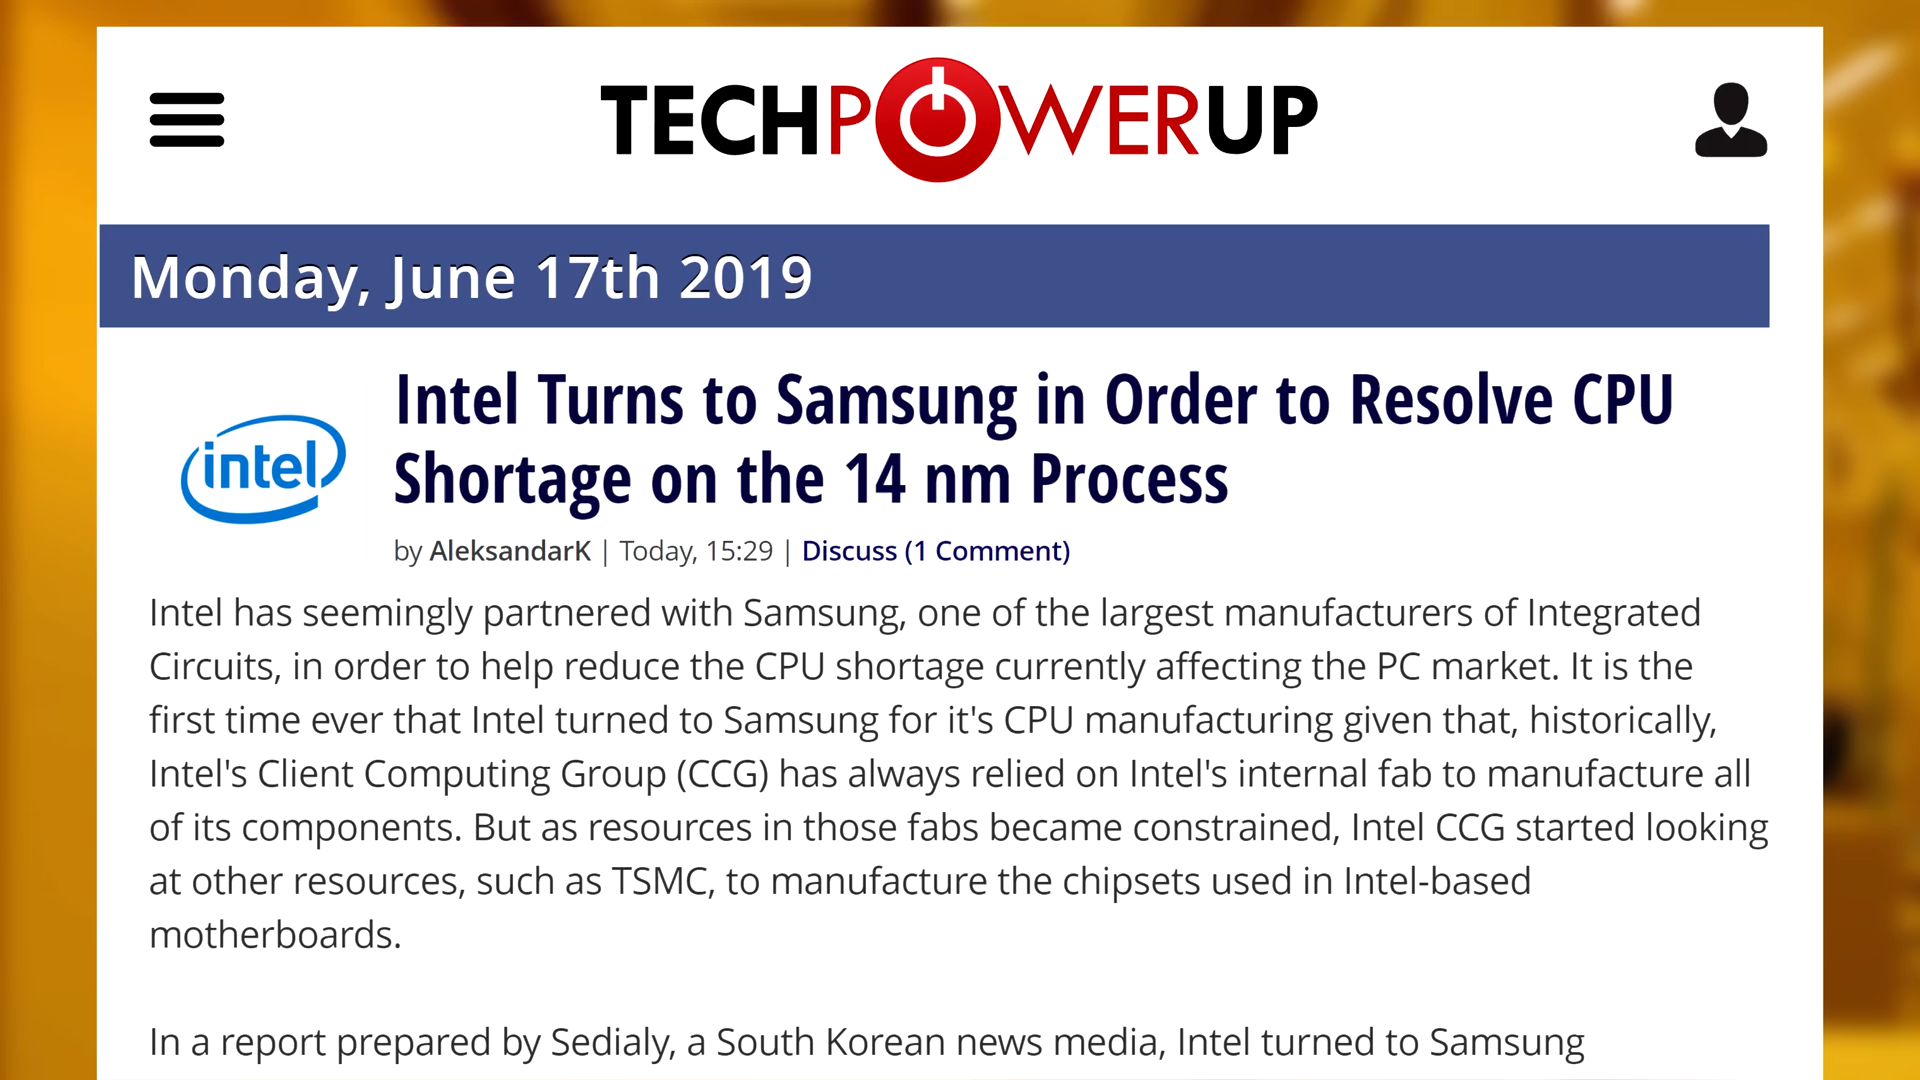 TECHPOWERUP
Monday, June 17th 2019
Intel Turns to Samsung in Order to Resolve CPU
Shortage on the 14 nm Process
intel
by AleksandarK | Today, 15:29 | Discuss (1 Comment)
Intel has seemingly partnered with Samsung, one of the largest manufacturers of Integrated
Circuits, in order to help reduce the CPU shortage currently affecting the PC market. It is the
first time ever that Intel turned to Samsung for it's CPU manufacturing given that, historically,
Intel's Client Computing Group (CCG) has always relied on Intel's internal fab to manufacture all
of its components. But as resources in those fabs became constrained, Intel CCG started looking
at other resources, such as TSMC, to manufacture the chipsets used in Intel-based
motherboards.
In a report prepared by Sedialy, a South Korean news media, Intel turned to Samsung